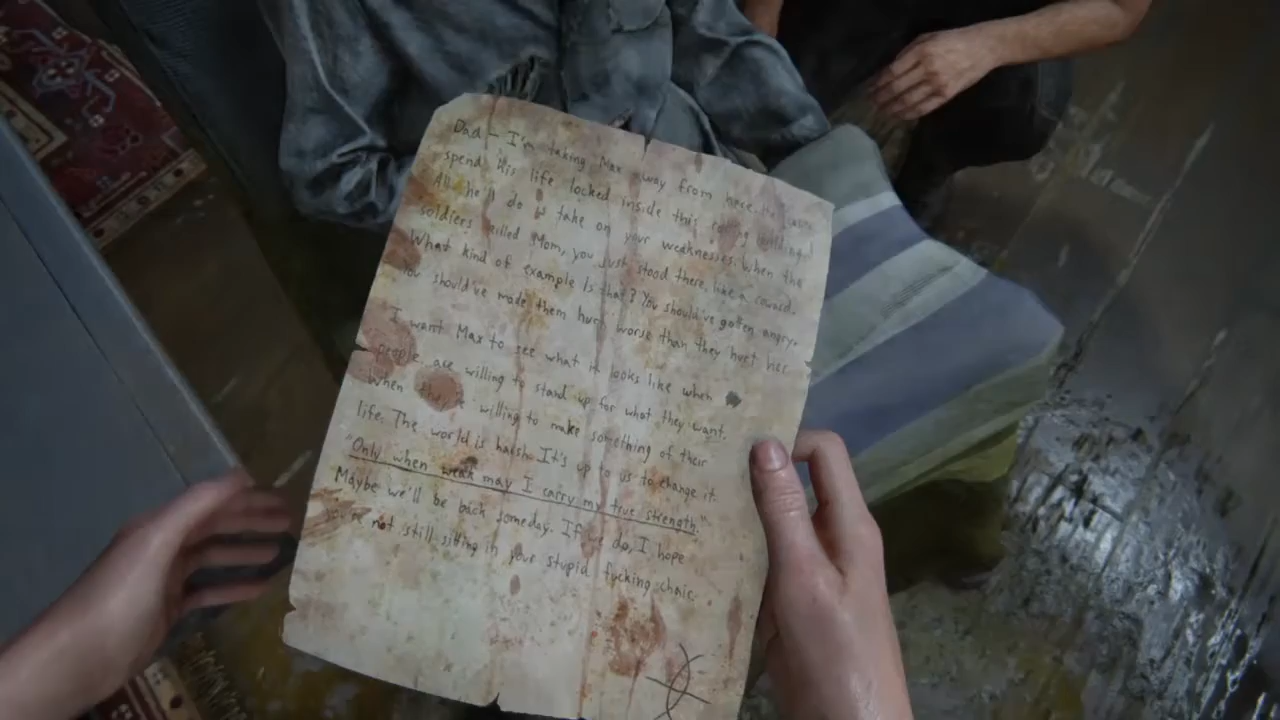 Dad — I'm taking Max away from here. He can't
spend his life locked inside this rotting building!
All he'll do is take on your weaknesses. When the
soldiers killed Mom, you just stood there, like a coward.
What kind of example is that? You should've gotten angry.
You should've made them hurt worse than they hurt her.
I want Max to see what it looks like when
people are willing to stand up for what they want.
When they're willing to make something of their
life. The world is harsh. It's up to us to change it.
"Only when weak may I carry my true strength."
Maybe we'll be back someday. If we do, I hope
you're not still sitting in your stupid fucking chair.